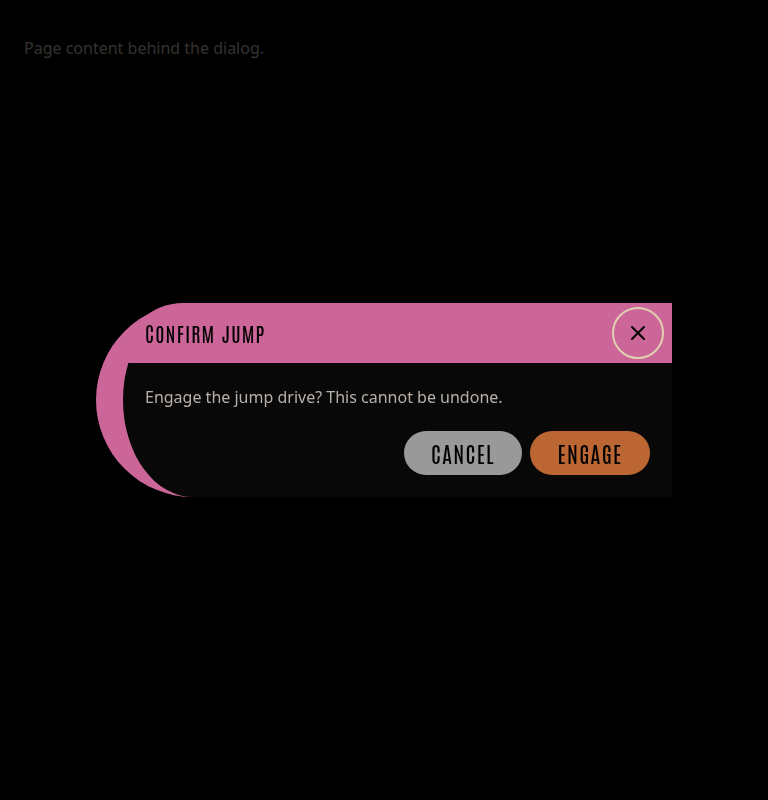 Page content behind the dialog.
CONFIRM JUMP
Engage the jump drive? This cannot be undone.
CANCEL ENGAGE